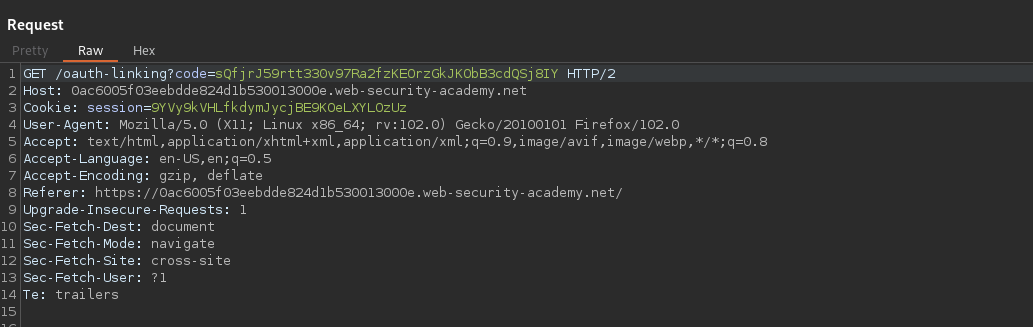 Request
Pretty Raw Hex
1 GET /oauth-linking?code=sQfjrJ59rtt330v97Ra2fzKEOrzGkJKObB3cdQSj8IY HTTP/2
2 Host: 0ac6005f03eebdde824d1b530013000e.web-security-academy.net
3 Cookie: session=9YVy9kVHLfkdymJycjBE9KOeLXYLOzUz
4 User-Agent: Mozilla/5.0 (X11; Linux x86_64; rv:102.0) Gecko/20100101 Firefox/102.0
5 Accept: text/html,application/xhtml+xml,application/xml;q=0.9,image/avif,image/webp,*/*;q=0.8
6 Accept-Language: en-US,en;q=0.5
7 Accept-Encoding: gzip, deflate
8 Referer: https://0ac6005f03eebdde824d1b530013000e.web-security-academy.net/
9 Upgrade-Insecure-Requests: 1
10 Sec-Fetch-Dest: document
11 Sec-Fetch-Mode: navigate
12 Sec-Fetch-Site: cross-site
13 Sec-Fetch-User: ?1
14 Te: trailers
15